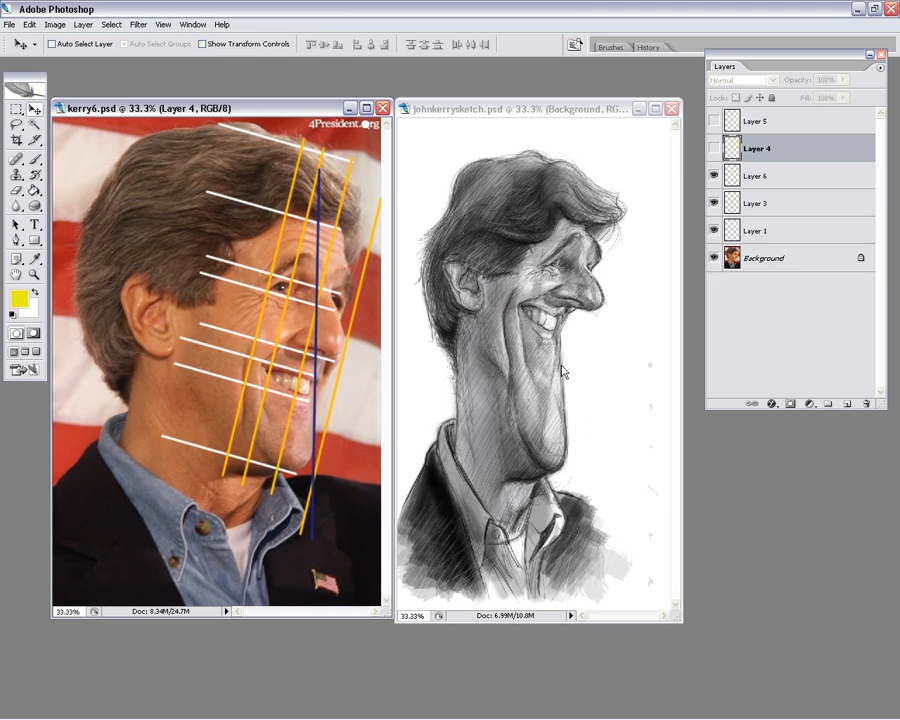 Adobe Photoshop
File Edit Image Layer Select Filter View Window Help
Auto Select Layer Auto Select Groups Show Transform Controls
Brushes History
Layers
Normal Opacity: 100%
Lock: Fill: 100%
Layer 5
Layer 4
Layer 6
Layer 3
Layer 1
Background
kerry6.psd @ 33.3% (Layer 4, RGB/8)
4President.org
33.33% Doc: 8.34M/24.7M
johnkerrysketch.psd @ 33.3% (Background, RG...
33.33% Doc: 6.99M/10.8M
T